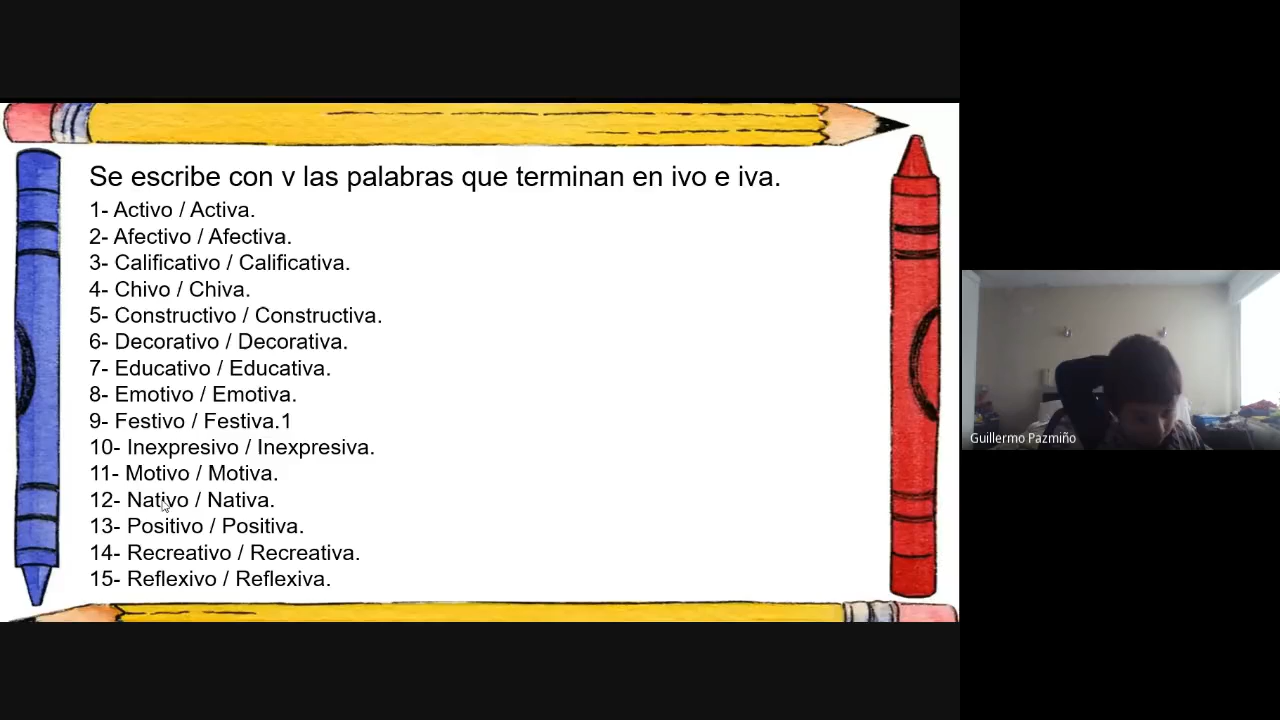 Se escribe con v las palabras que terminan en ivo e iva.
1- Activo / Activa.
2- Afectivo / Afectiva.
3- Calificativo / Calificativa.
4- Chivo / Chiva.
5- Constructivo / Constructiva.
6- Decorativo / Decorativa.
7- Educativo / Educativa.
8- Emotivo / Emotiva.
9- Festivo / Festiva.1
10- Inexpresivo / Inexpresiva.
11- Motivo / Motiva.
12- Nativo / Nativa.
13- Positivo / Positiva.
14- Recreativo / Recreativa.
15- Reflexivo / Reflexiva.
Guillermo Pazmiño